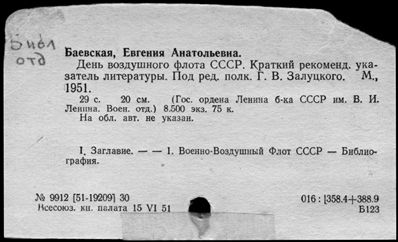 Библ
отд
Баевская, Евгения Анатольевна.
День воздушного флота СССР. Краткий рекоменд. ука-
затель литературы. Под ред. полк. Г. В. Залуцкого. М.,
1951.
29 с. 20 см. (Гос. ордена Ленина б-ка СССР им. В. И.
Ленина. Воен. отд.) 8.500 экз. 75 к.
На обл. авт. не указан.
I. Заглавие. — — 1. Военно-Воздушный Флот СССР — Библио-
графия.
№ 9912 [51-19209] 30
016 : [358.4+388.9
Всесоюз. кн. палата 15 VI 51
Б123